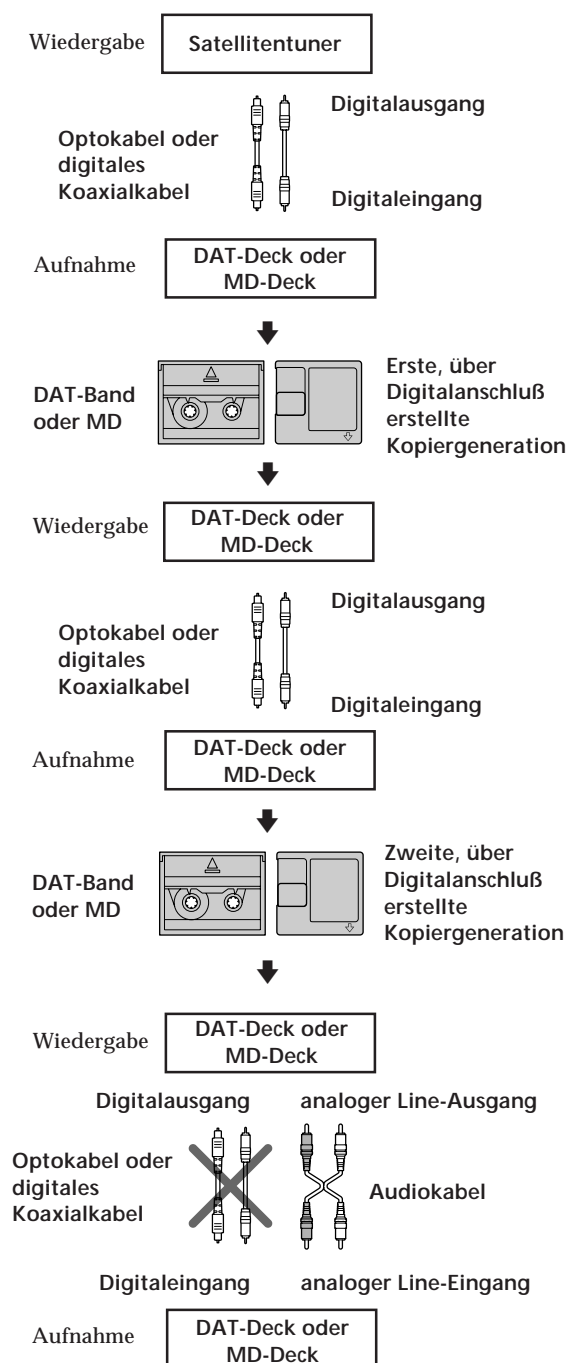 Wiedergabe
Satellitentuner
Digitalausgang
Optokabel oder
digitales
Koaxialkabel
Digitaleingang
Aufnahme
DAT-Deck oder
MD-Deck
DAT-Band
oder MD
Erste, über
Digitalanschluß
erstellte
Kopiergeneration
Wiedergabe
DAT-Deck oder
MD-Deck
Digitalausgang
Optokabel oder
digitales
Koaxialkabel
Digitaleingang
Aufnahme
DAT-Deck oder
MD-Deck
DAT-Band
oder MD
Zweite, über
Digitalanschluß
erstellte
Kopiergeneration
Wiedergabe
DAT-Deck oder
MD-Deck
Digitalausgang
analoger Line-Ausgang
Optokabel oder
digitales
Koaxialkabel
Audiokabel
Digitaleingang
analoger Line-Eingang
Aufnahme
DAT-Deck oder
MD-Deck